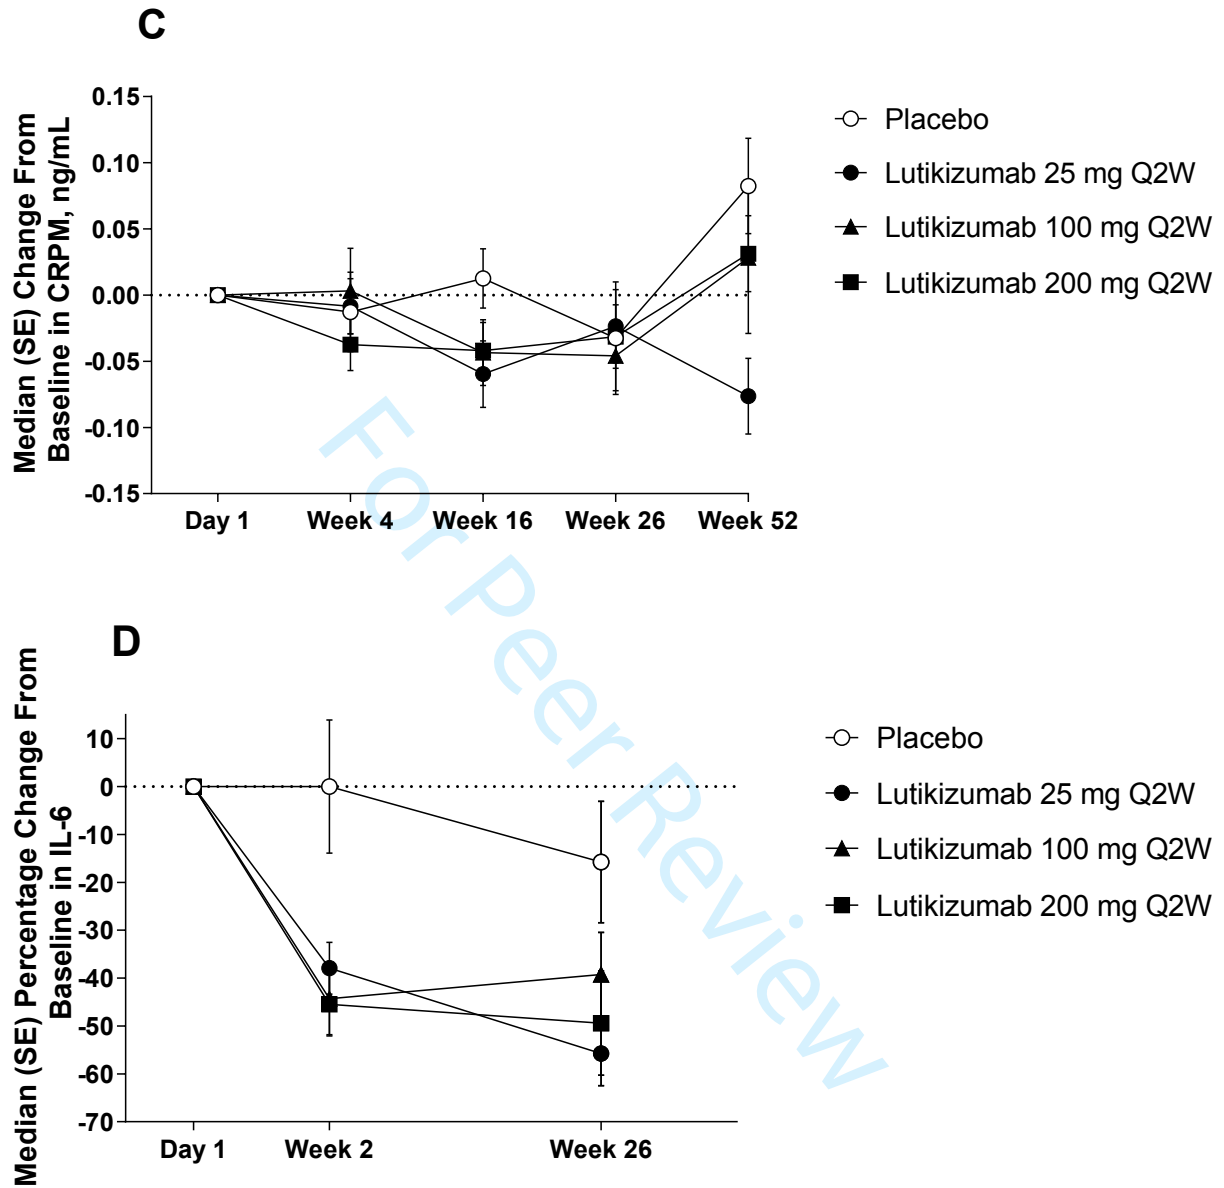 C
Median (SE) Change From
Baseline in CRPM, ng/mL
0.15
0.10
0.05
0.00
-0.05
-0.10
-0.15
Day 1 Week 4 Week 16 Week 26 Week 52
Placebo
Lutikizumab 25 mg Q2W
Lutikizumab 100 mg Q2W
Lutikizumab 200 mg Q2W
For Peer Review
D
Median (SE) Percentage Change From
Baseline in IL-6
10
0
-10
-20
-30
-40
-50
-60
-70
Day 1 Week 2 Week 26
Placebo
Lutikizumab 25 mg Q2W
Lutikizumab 100 mg Q2W
Lutikizumab 200 mg Q2W